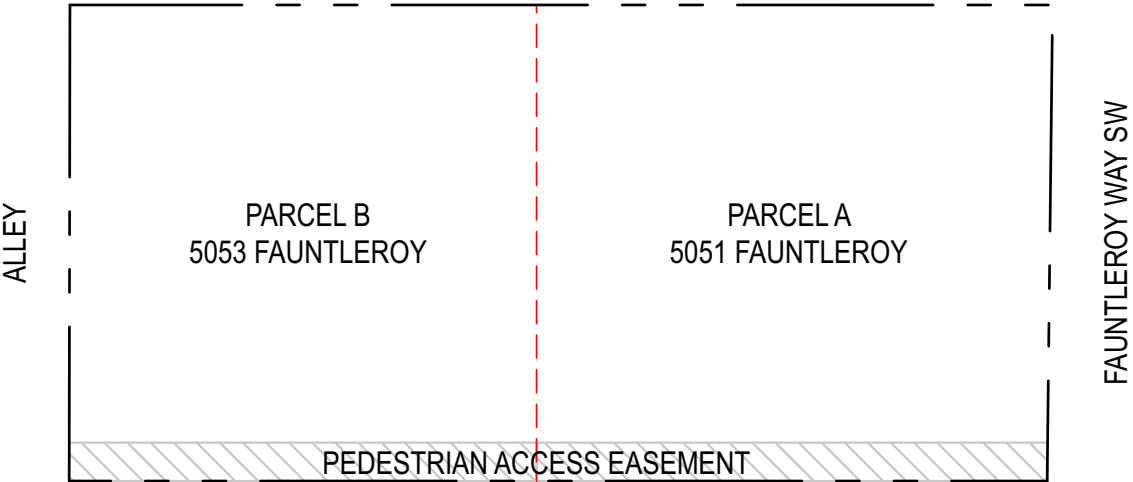 ALLEY
PARCEL B
5053 FAUNTLEROY
PARCEL A
5051 FAUNTLEROY
FAUNTLEROY WAY SW
PEDESTRIAN ACCESS EASEMENT